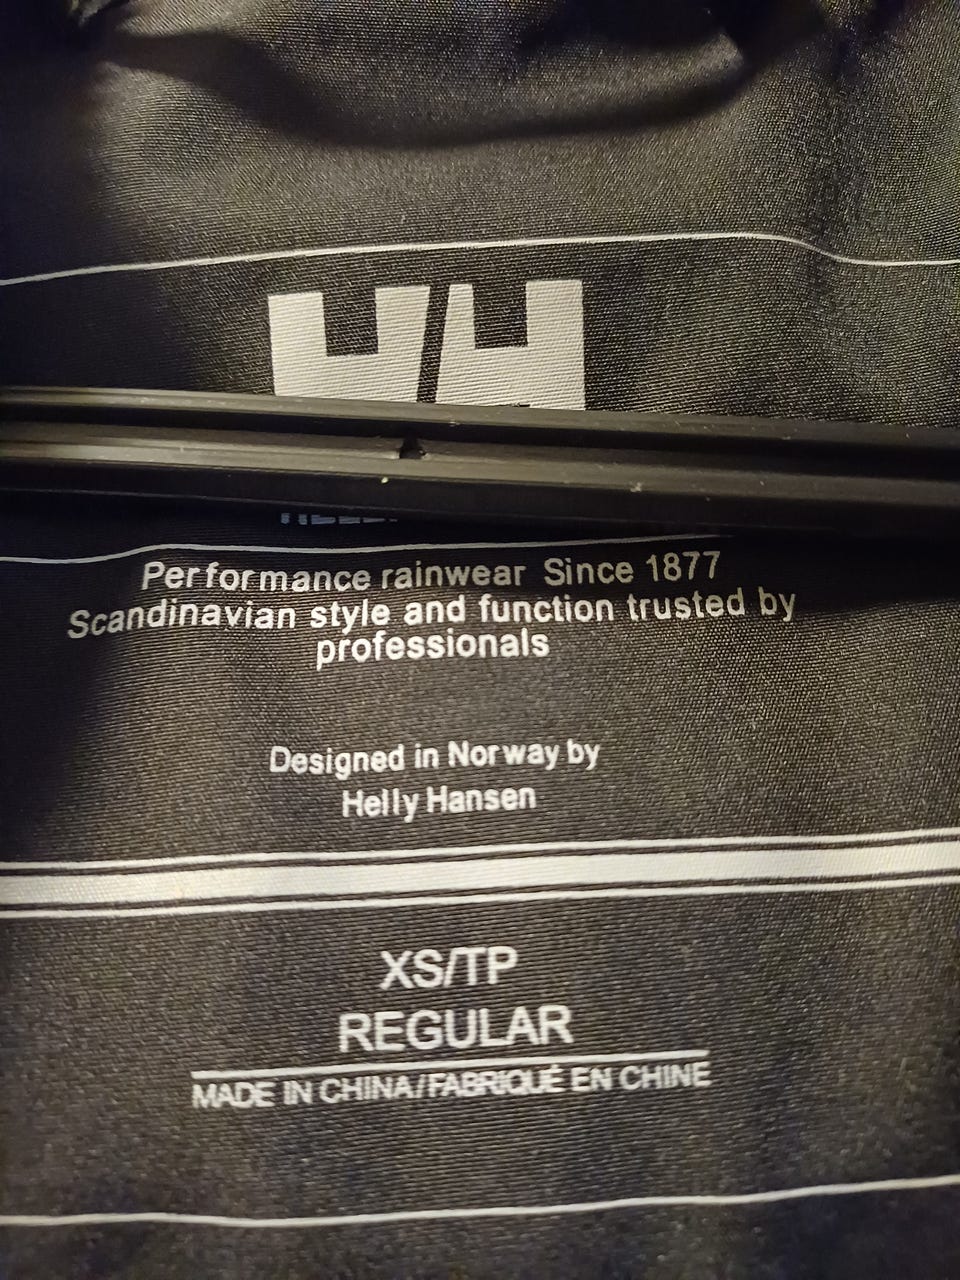 HH
Performance rainwear Since 1877
Scandinavian style and function trusted by
professionals
Designed in Norway by
Helly Hansen
XS/TP
REGULAR
MADE IN CHINA/FABRIQUÉ EN CHINE